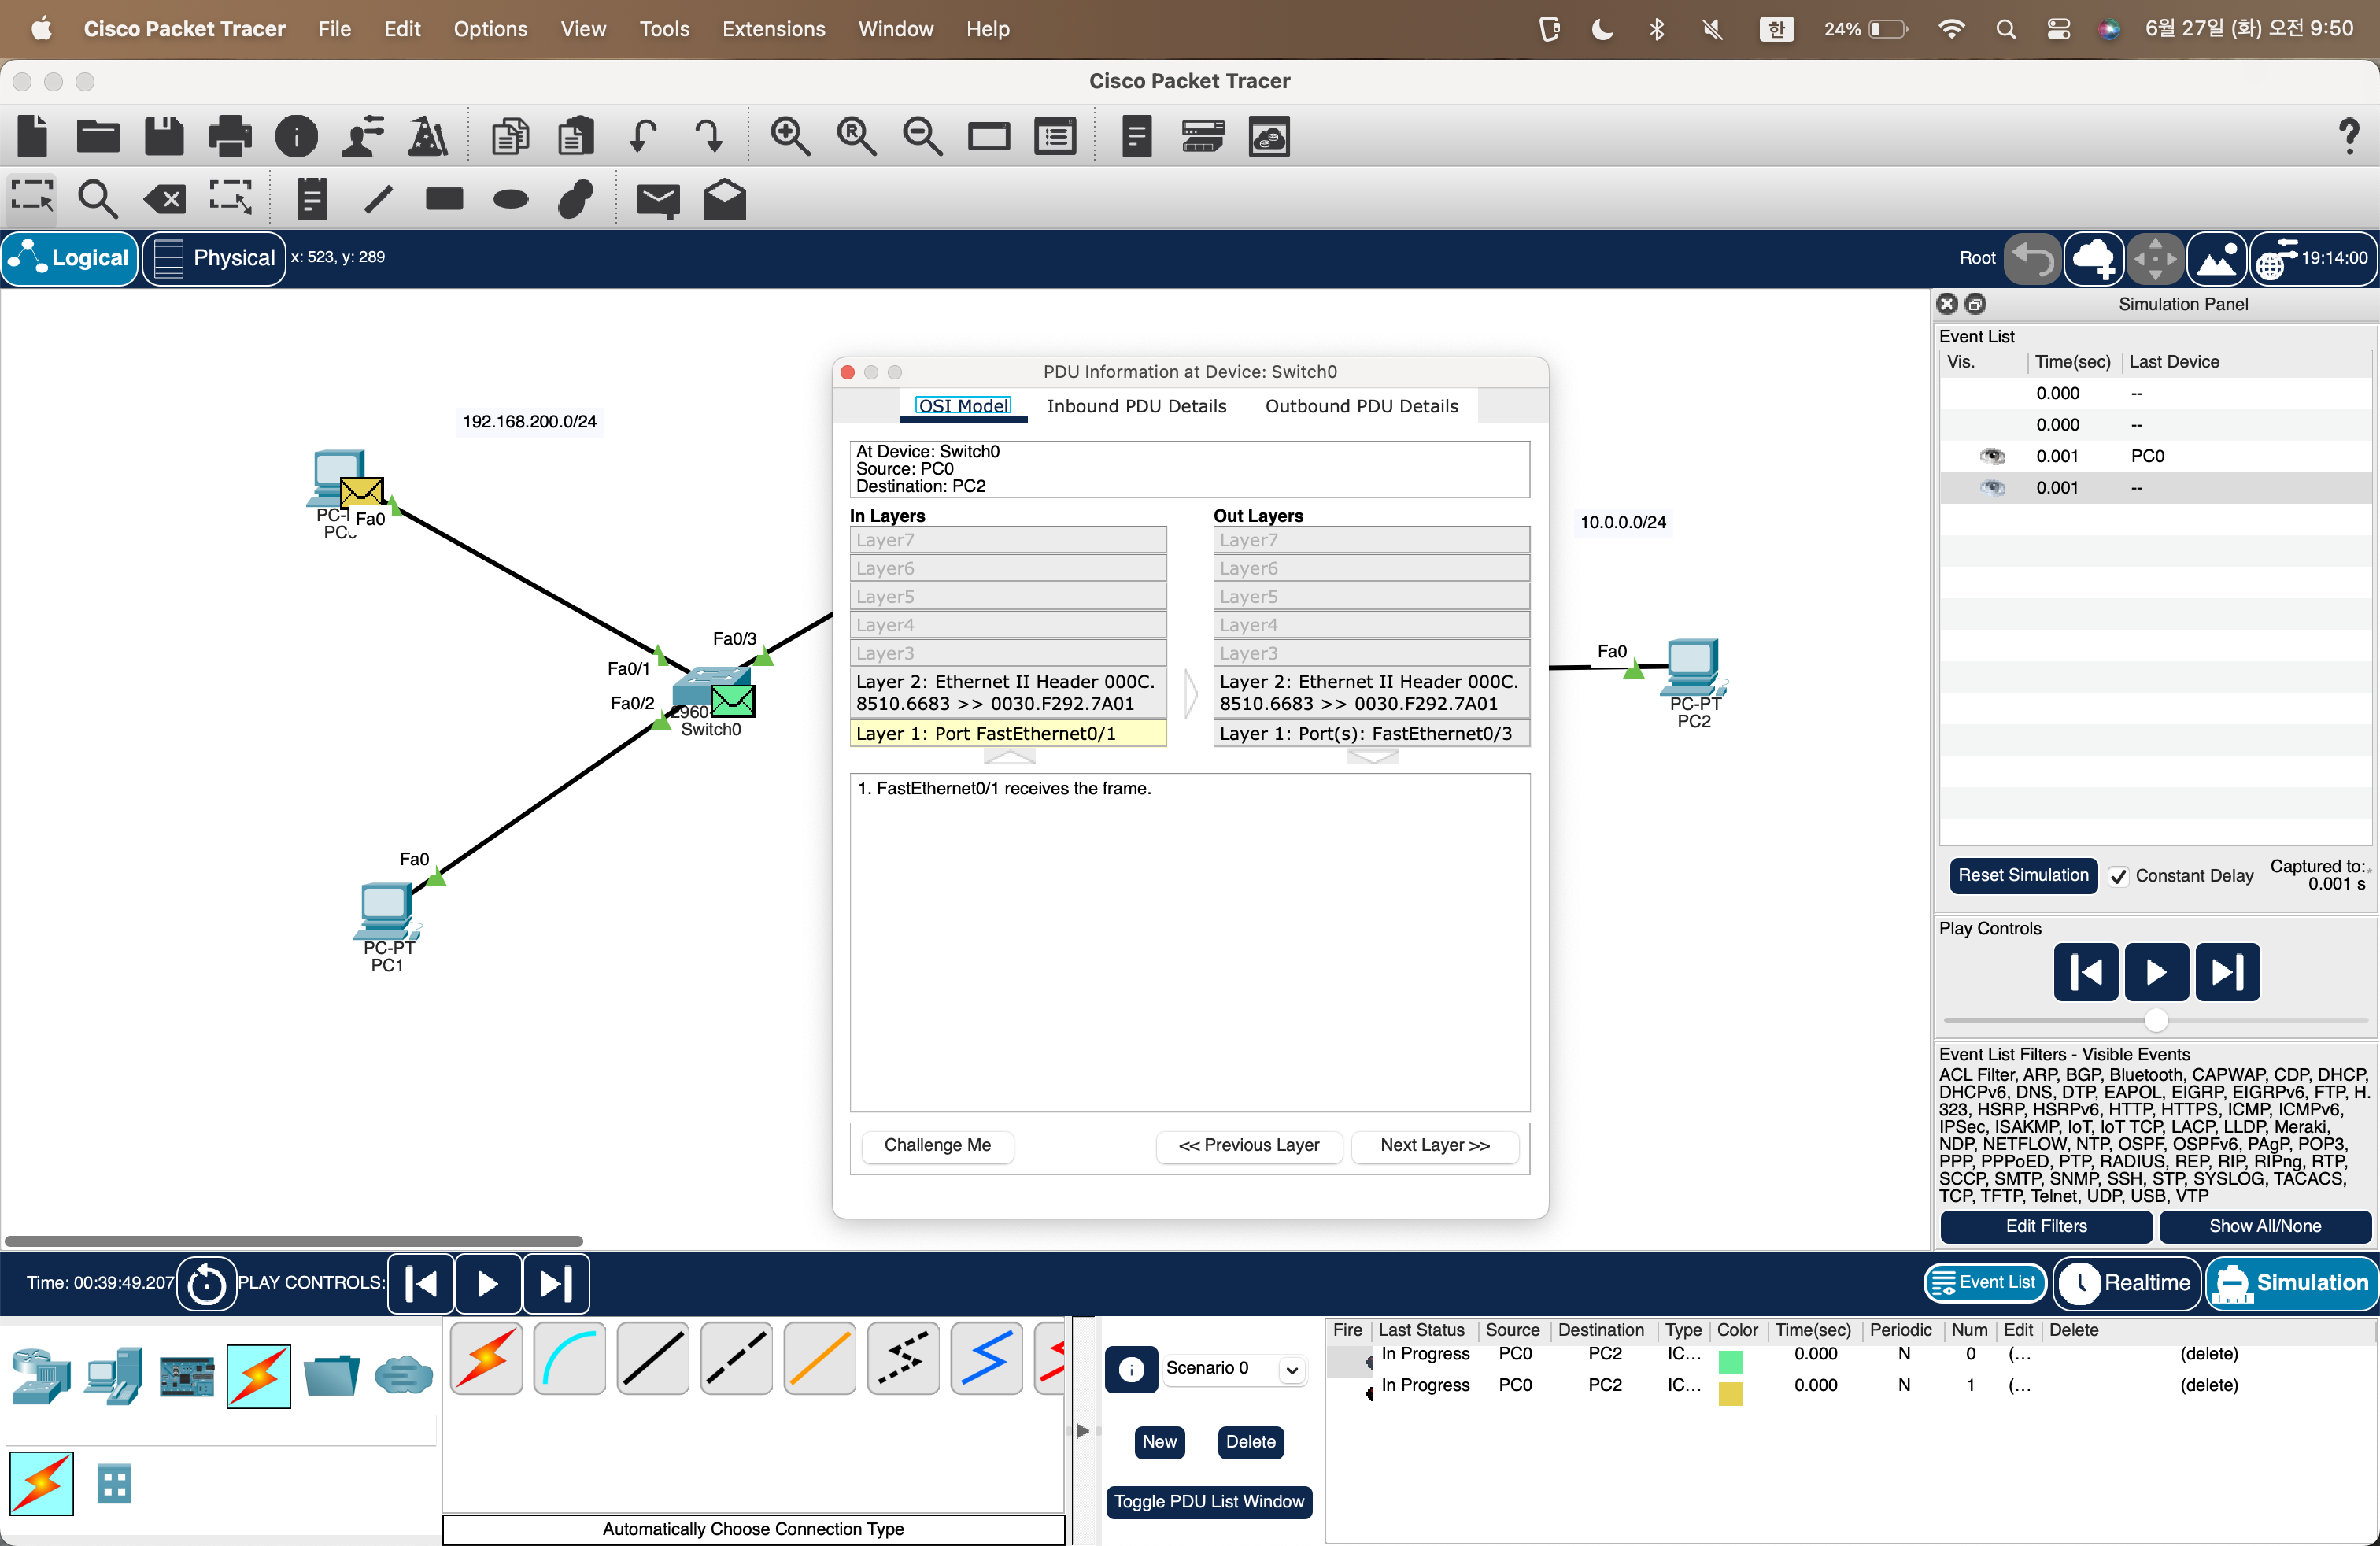 Cisco Packet Tracer File Edit Options View Tools Extensions Window Help 한 24% 6월 27일 (화) 오전 9:50
Cisco Packet Tracer
Logical Physical x: 523, y: 289 Root 19:14:00
192.168.200.0/24
Fa0
PC0
Fa0/3
Fa0/1
Fa0/2
2960-
Switch0
Fa0
PC-PT
PC1
10.0.0.0/24
Fa0
PC-PT
PC2
PDU Information at Device: Switch0
OSI Model Inbound PDU Details Outbound PDU Details
At Device: Switch0
Source: PC0
Destination: PC2
In Layers Out Layers
Layer7 Layer7
Layer6 Layer6
Layer5 Layer5
Layer4 Layer4
Layer3 Layer3
Layer 2: Ethernet II Header 000C. Layer 2: Ethernet II Header 000C.
8510.6683 >> 0030.F292.7A01 8510.6683 >> 0030.F292.7A01
Layer 1: Port FastEthernet0/1 Layer 1: Port(s): FastEthernet0/3
1. FastEthernet0/1 receives the frame.
Challenge Me << Previous Layer Next Layer >>
Simulation Panel
Event List
Vis. Time(sec) Last Device
0.000 --
0.000 --
0.001 PC0
0.001 --
Reset Simulation Constant Delay Captured to:*
0.001 s
Play Controls
Event List Filters - Visible Events
ACL Filter, ARP, BGP, Bluetooth, CAPWAP, CDP, DHCP,
DHCPv6, DNS, DTP, EAPOL, EIGRP, EIGRPv6, FTP, H.
323, HSRP, HSRPv6, HTTP, HTTPS, ICMP, ICMPv6,
IPSec, ISAKMP, IoT, IoT TCP, LACP, LLDP, Meraki,
NDP, NETFLOW, NTP, OSPF, OSPFv6, PAgP, POP3,
PPP, PPPoED, PTP, RADIUS, REP, RIP, RIPng, RTP,
SCCP, SMTP, SNMP, SSH, STP, SYSLOG, TACACS,
TCP, TFTP, Telnet, UDP, USB, VTP
Edit Filters Show All/None
Time: 00:39:49.207 PLAY CONTROLS: Event List Realtime Simulation
Automatically Choose Connection Type
Scenario 0
New Delete
Toggle PDU List Window
Fire Last Status Source Destination Type Color Time(sec) Periodic Num Edit Delete
In Progress PC0 PC2 IC... 0.000 N 0 (... (delete)
In Progress PC0 PC2 IC... 0.000 N 1 (... (delete)